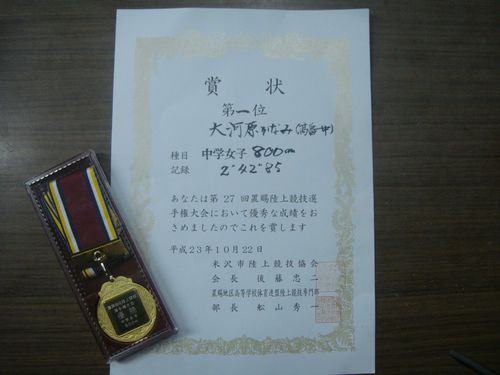 賞状
第一位
大河原かなみ(高畠中)
種目 中学女子 800m
記録 2'42"85
あなたは第27回置賜陸上競技選
手権大会において優秀な成績をお
さめましたのでこれを賞します
平成23年10月22日
米沢市陸上競技協会
会長 後藤忠二
置賜地区高等学校体育連盟陸上競技専門部
部長 松山秀一